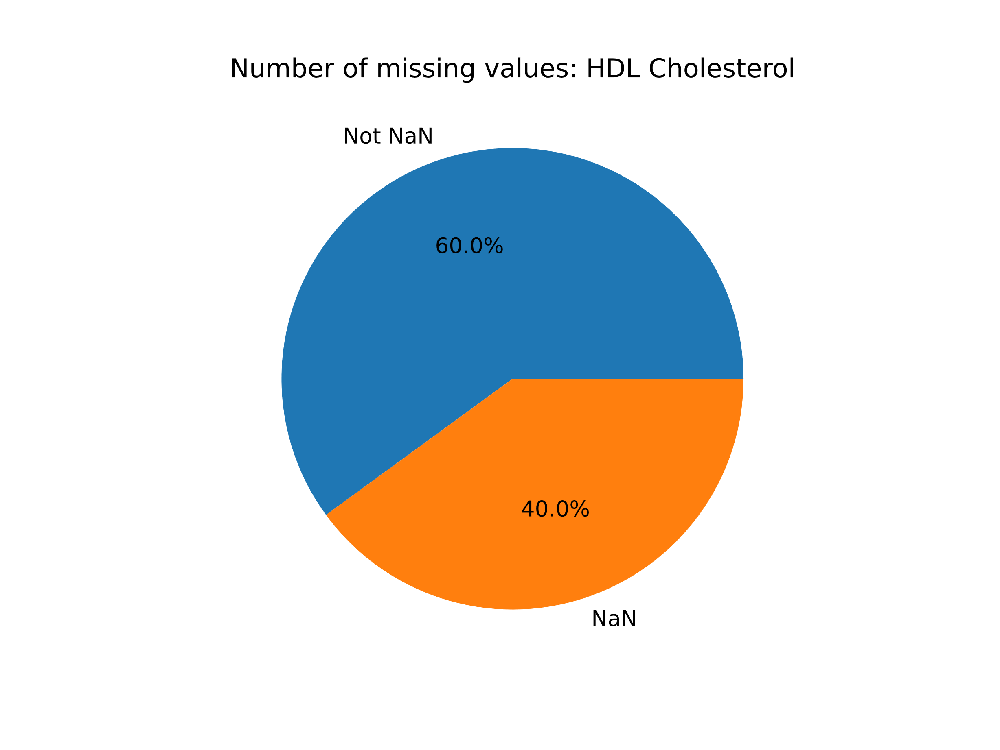 Number of missing values: HDL Cholesterol
Not NaN
60.0%
40.0%
NaN